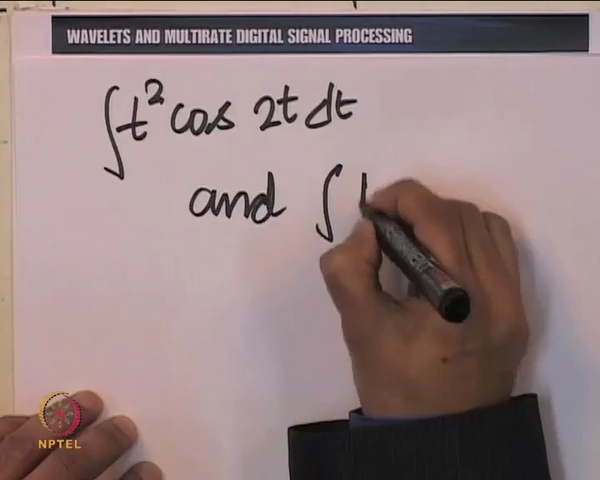 WAVELETS AND MULTIRATE DIGITAL SIGNAL PROCESSING
∫t² cos 2t dt
and ∫
NPTEL